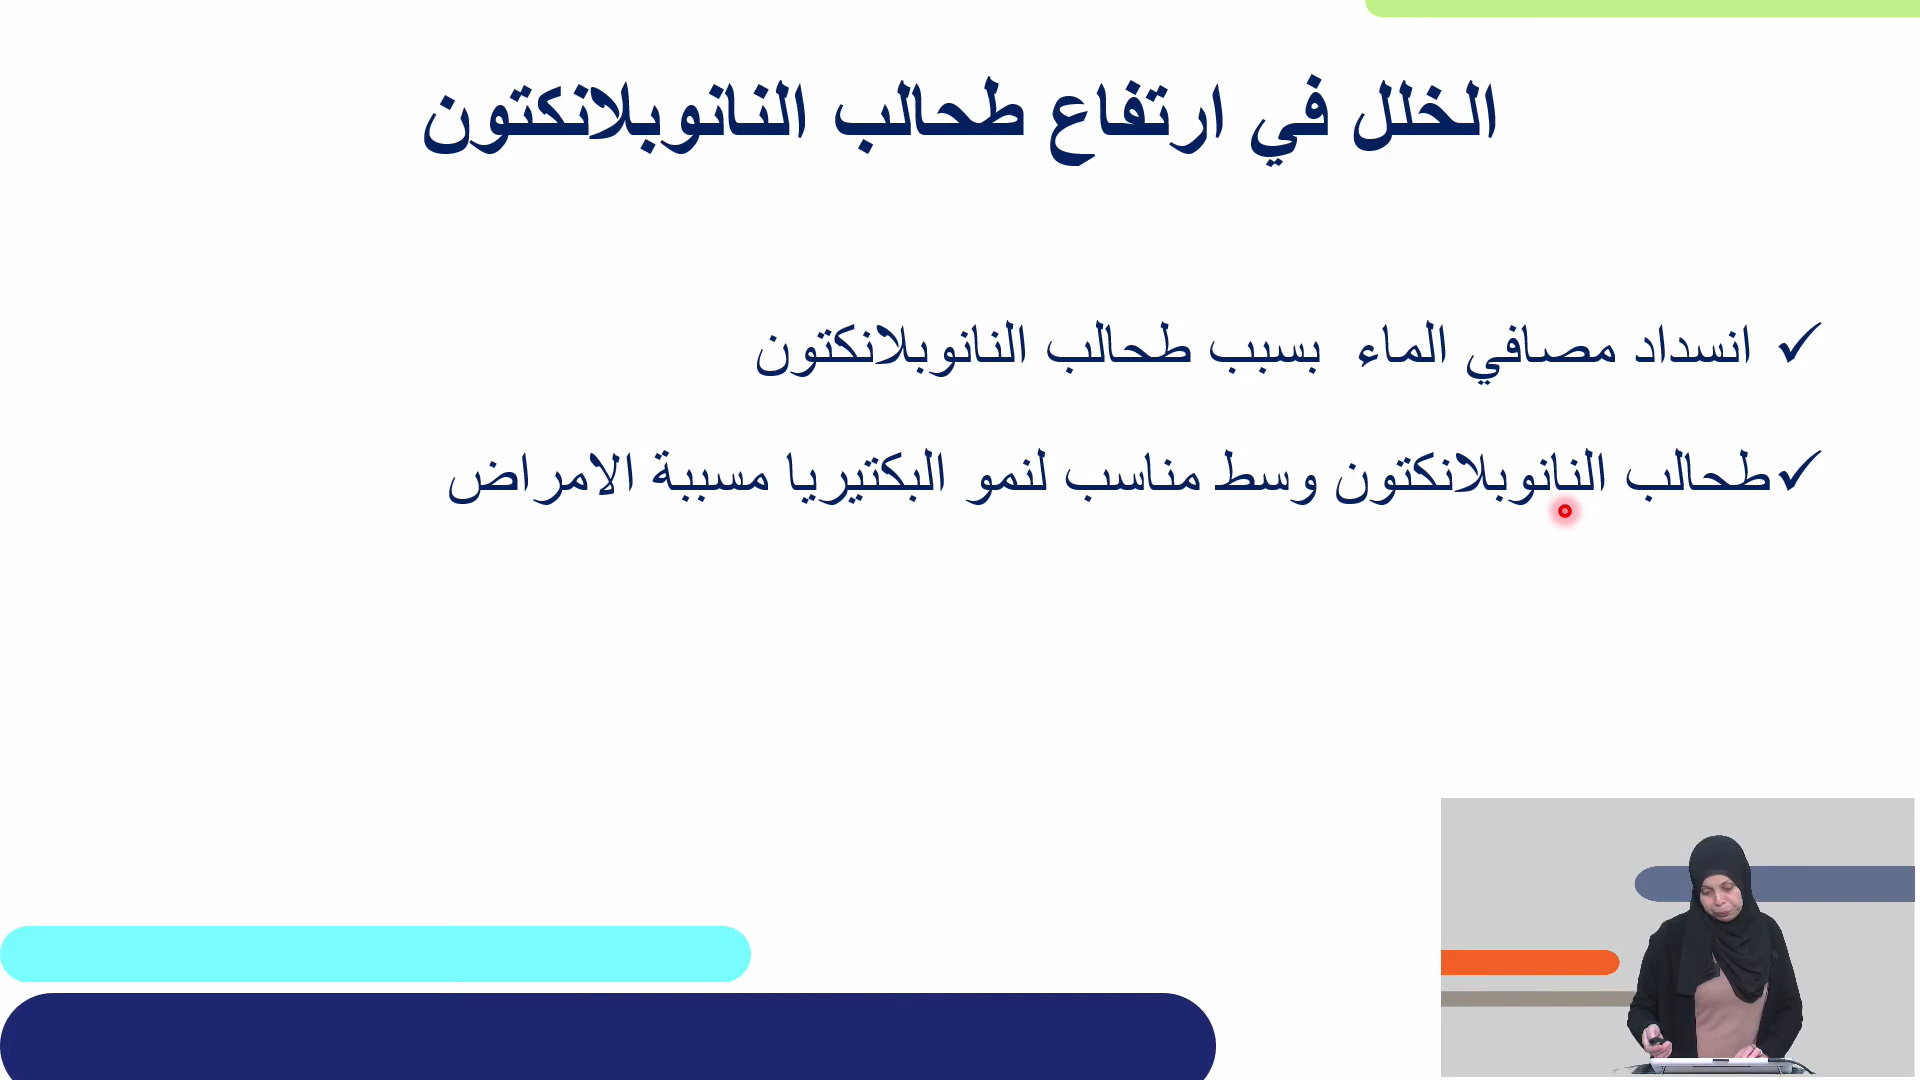 الخلل في ارتفاع طحالب النانوبلانكتون
✓ انسداد مصافي الماء بسبب طحالب النانوبلانكتون
✓طحالب النانوبلانكتون وسط مناسب لنمو البكتيريا مسببة الامراض